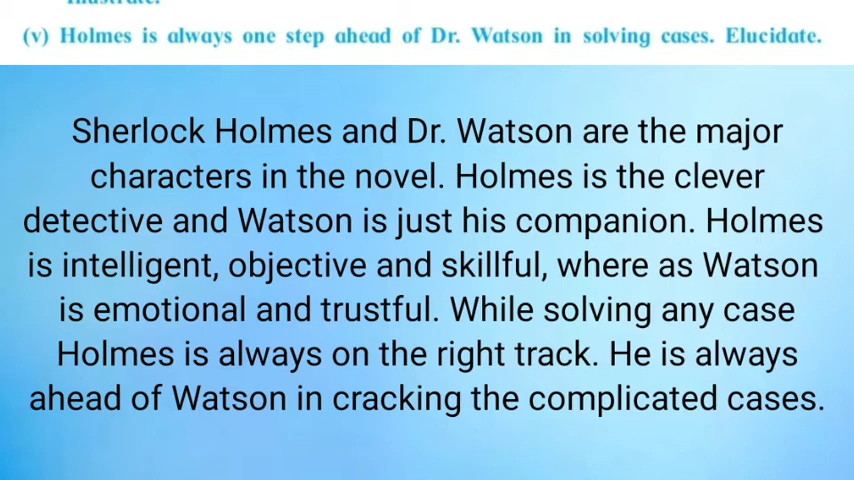 (v) Holmes is always one step ahead of Dr. Watson in solving cases. Elucidate.
Sherlock Holmes and Dr. Watson are the major
characters in the novel. Holmes is the clever
detective and Watson is just his companion. Holmes
is intelligent, objective and skillful, where as Watson
is emotional and trustful. While solving any case
Holmes is always on the right track. He is always
ahead of Watson in cracking the complicated cases.